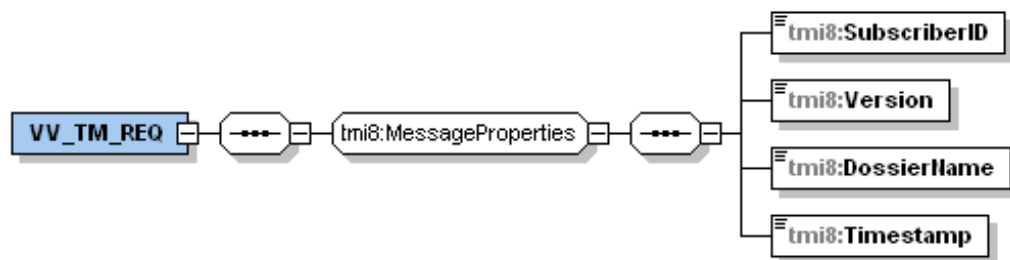 tmi8:SubscriberID
tmi8:Version
VV_TM_REQ
tmi8:MessageProperties
tmi8:DossierName
tmi8:Timestamp